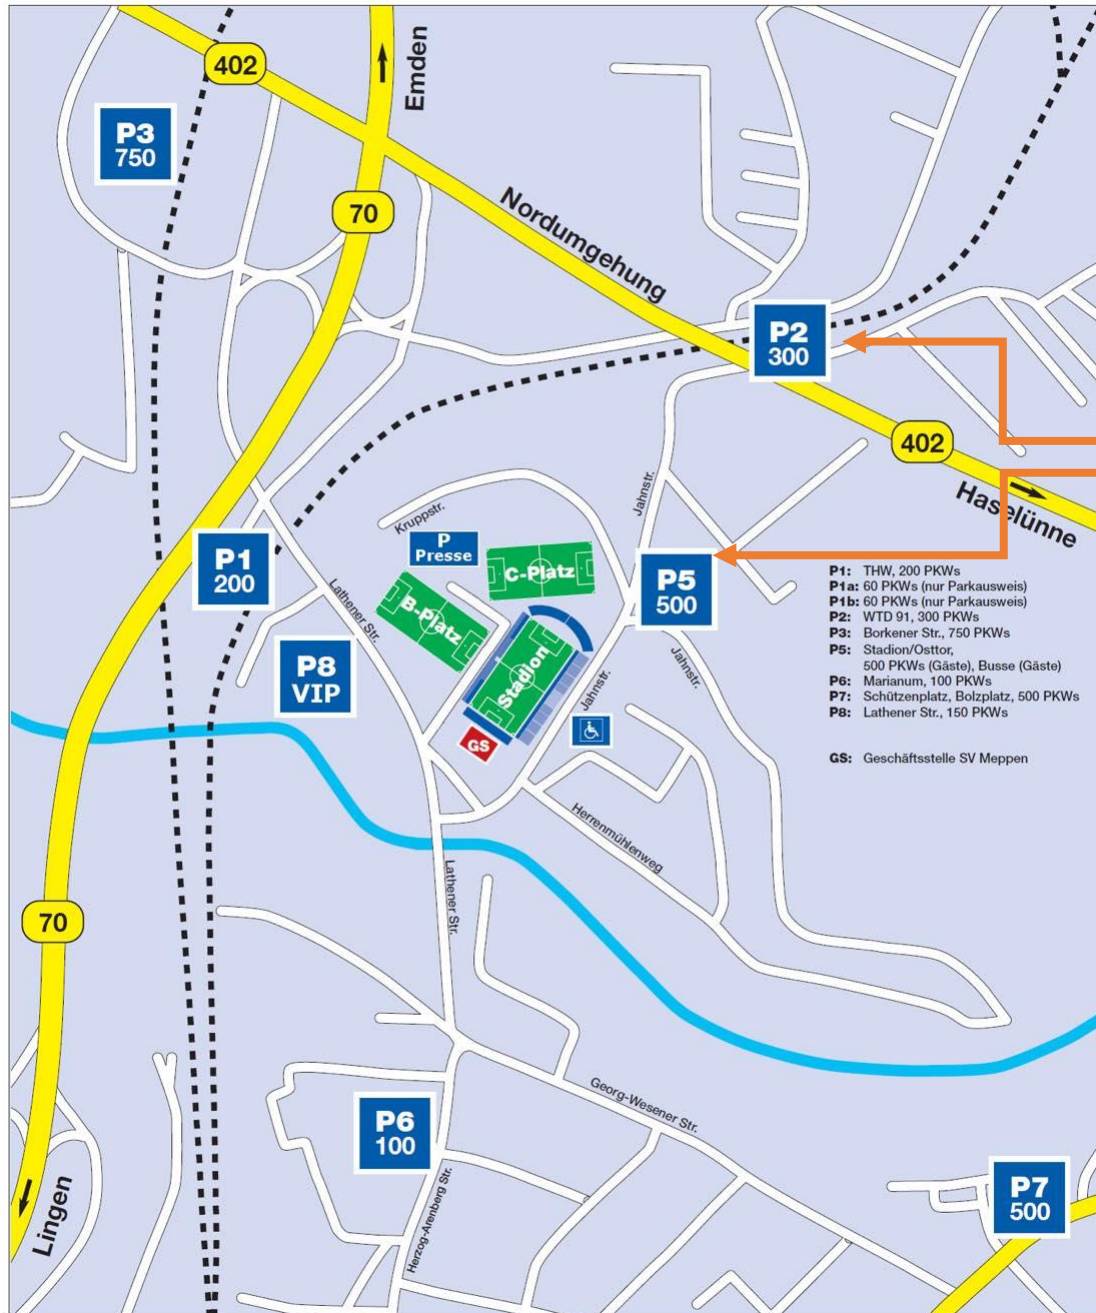 402
Emden
P3
750
70
Nordumgehung
P2
300
402
Haselünne
Jahnstr.
Kruppstr.
P
Presse
C-Platz
P1
200
P5
500
B-Platz
Lathener Str.
Stadion
Jahnstr.
Jahnstr.
P8
VIP
GS
P1: THW, 200 PKWs
P1a: 60 PKWs (nur Parkausweis)
P1b: 60 PKWs (nur Parkausweis)
P2: WTD 91, 300 PKWs
P3: Borkener Str., 750 PKWs
P5: Stadion/Osttor,
500 PKWs (Gäste), Busse (Gäste)
P6: Marianum, 100 PKWs
P7: Schützenplatz, Bolzplatz, 500 PKWs
P8: Lathener Str., 150 PKWs
GS: Geschäftsstelle SV Meppen
Herrenmühlenweg
Lathener Str.
70
Georg-Wesener Str.
P6
100
Herzog-Arenberg Str.
P7
500
Lingen